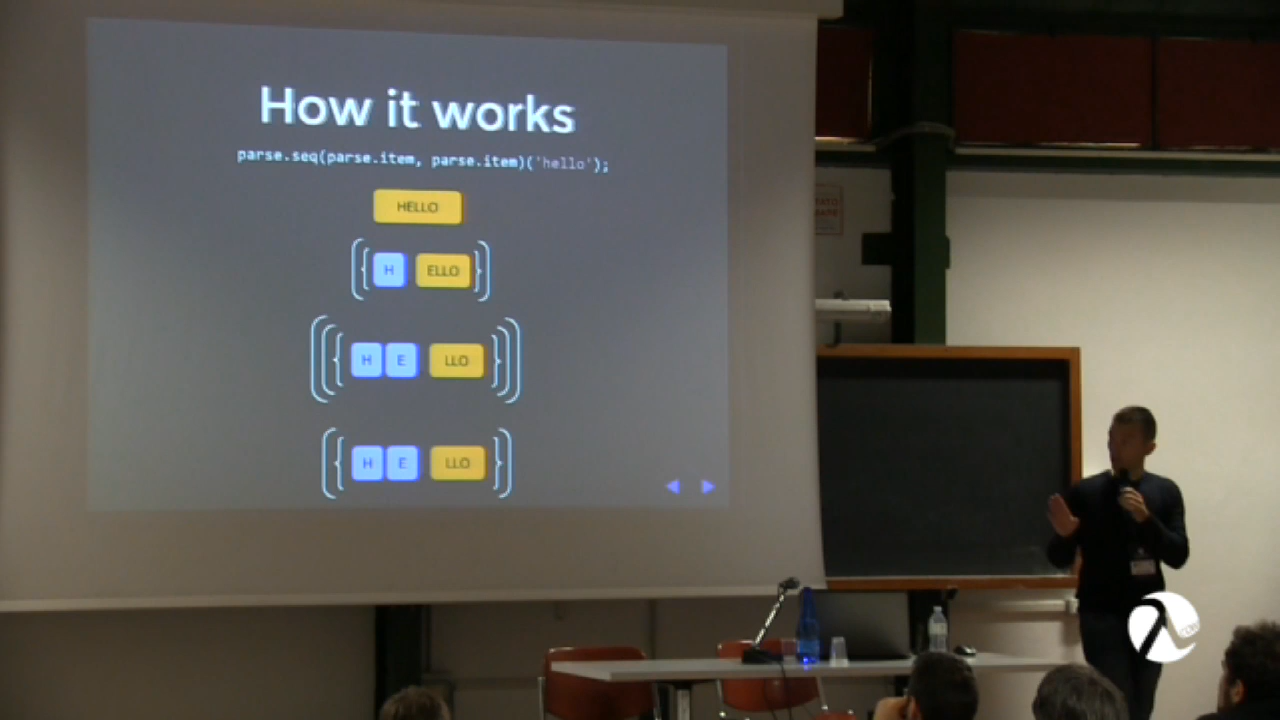 How it works
parse.seq(parse.item, parse.item)('hello');
HELLO
{ H ELLO }
{ H E LLO }
{ H E LLO }